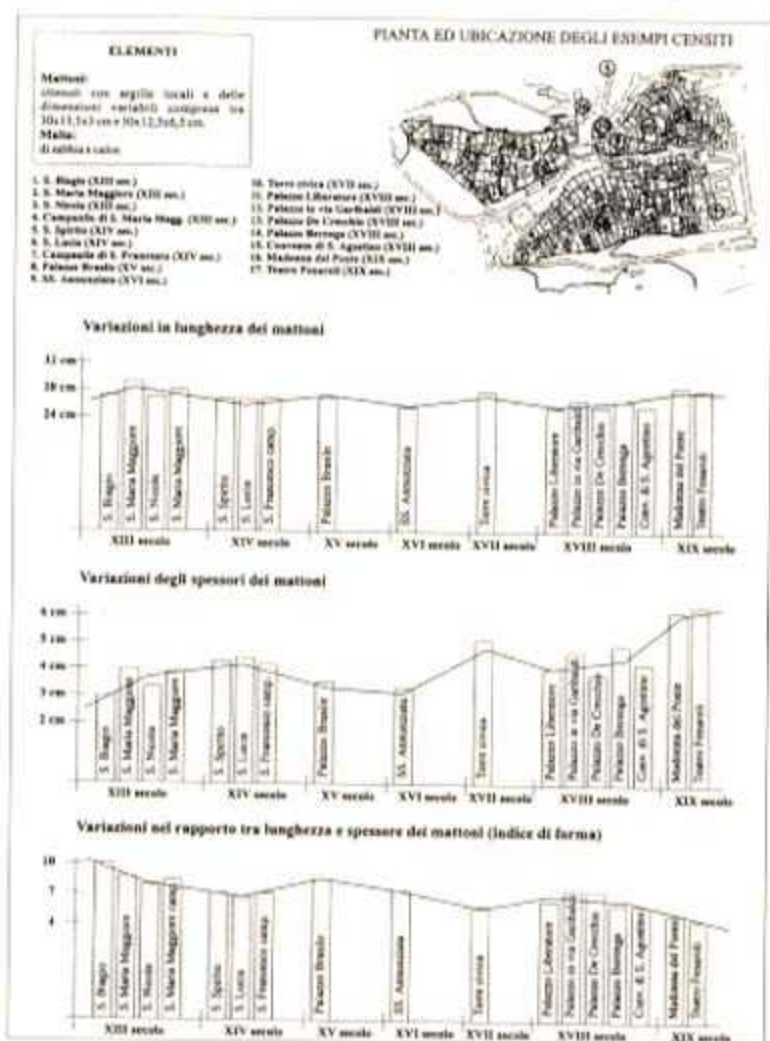 PIANTA ED UBICAZIONE DEGLI ESEMPI CENSITI
ELEMENTI
Mattoni:
ottenuti con argille locali e delle
dimensioni variabili comprese tra
Malta:
di sabbia e calce
1. S. Biagio (XIII sec.)
2. S. Maria Maggiore (XIII sec.)
3. S. Nicola (XIII sec.)
4. Campanile di S. Maria Magg. (XIII sec.)
5. S. Spirito (XIV sec.)
6. S. Lucia (XIV sec.)
7. Campanile di S. Francesco (XIV sec.)
8. Palazzo Brasile (XV sec.)
9. SS. Annunziata (XVI sec.)
10. Torre civica (XVII sec.)
11. Palazzo Liberatore (XVIII sec.)
12. Palazzo in via Garibaldi (XVIII sec.)
13. Palazzo De Crecchio (XVIII sec.)
14. Palazzo Berenga (XVIII sec.)
15. Convento di S. Agostino (XVIII sec.)
16. Madonna del Ponte (XIX sec.)
17. Teatro Fenaroli (XIX sec.)
Variazioni in lunghezza dei mattoni
32 cm
28 cm
24 cm
S. Biagio
S. Maria Maggiore
S. Nicola
S. Maria Maggiore
S. Spirito
S. Lucia
S. Francesco camp.
Palazzo Brasile
SS. Annunziata
Torre civica
Palazzo Liberatore
Palazzo in via Garibaldi
Palazzo De Crecchio
Palazzo Berenga
Conv. di S. Agostino
Madonna del Ponte
Teatro Fenaroli
XIII secolo XIV secolo XV secolo XVI secolo XVII secolo XVIII secolo XIX secolo
Variazioni degli spessori dei mattoni
6 cm
5 cm
4 cm
3 cm
2 cm
S. Biagio
S. Maria Maggiore
S. Nicola
S. Maria Maggiore
S. Spirito
S. Lucia
S. Francesco camp.
Palazzo Brasile
SS. Annunziata
Torre civica
Palazzo Liberatore
Palazzo in via Garibaldi
Palazzo De Crecchio
Palazzo Berenga
Conv. di S. Agostino
Madonna del Ponte
Teatro Fenaroli
XIII secolo XIV secolo XV secolo XVI secolo XVII secolo XVIII secolo XIX secolo
Variazioni nel rapporto tra lunghezza e spessore dei mattoni (indice di forma)
10
7
4
S. Biagio
S. Maria Maggiore
S. Nicola
S. Maria Maggiore camp.
S. Spirito
S. Lucia
S. Francesco camp.
Palazzo Brasile
SS. Annunziata
Torre civica
Palazzo Liberatore
Palazzo in via Garibaldi
Palazzo De Crecchio
Palazzo Berenga
Conv. di S. Agostino
Madonna del Ponte
Teatro Fenaroli
XIII secolo XIV secolo XV secolo XVI secolo XVII secolo XVIII secolo XIX secolo